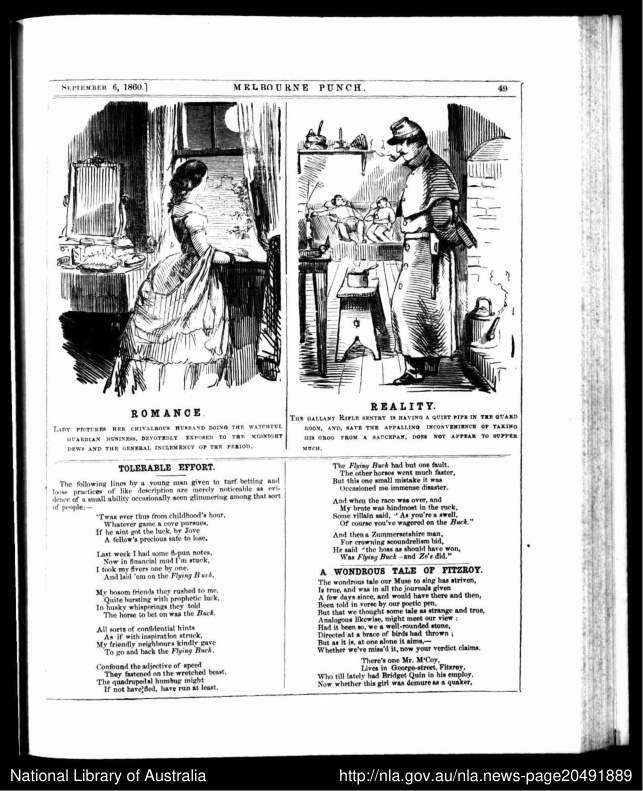 SEPTEMBER 6, 1860.] MELBOURNE PUNCH. 49
ROMANCE.
LADY PICTURES HER CHIVALROUS HUSBAND DOING THE WATCHFUL
GUARDIAN BUSINESS, DEVOTEDLY EXPOSED TO THE MIDNIGHT
DEWS AND THE GENERAL INCLEMENCY OF THE PERIOD.
REALITY.
THE GALLANT RIFLE SENTRY IS HAVING A QUIET PIPE IN THE GUARD
ROOM, AND, SAVE THE APPALLING INCONVENIENCE OF TAKING
HIS GROG FROM A SAUCEPAN, DOES NOT APPEAR TO SUFFER
MUCH.
TOLERABLE EFFORT.
The following lines by a young man given to turf betting and
loose practices of like description are merely noticeable as evi-
dence of a small ability occasionally seen glimmering among that sort
of people:—
"'Twas ever thus from childhood's hour,
Whatever game a cove pursues,
If he aint got the luck, by Jove
A fellow's precious safe to lose,
Last week I had some fi-pun notes,
Now in financial mud I'm stuck,
I took my fivers one by one,
And laid 'em on the Flying Buck.
My bosom friends they rushed to me,
Quite bursting with prophetic luck,
In husky whisperings they told
The horse to bet on was the Buck.
All sorts of confidential hints
As if with inspiration struck,
My friendly neighbours kindly gave
To go and back the Flying Buck.
Confound the adjective of speed
They fastened on the wretched beast,
The quadrupedal humbug might
If not have flied, have run at least.
The Flying Buck had but one fault,
The other horses went much faster,
But this one small mistake it was
Occasioned me immense disaster.
And when the race was over, and
My brute was hindmost in the ruck,
Some villain said, "As you're a swell,
Of course you've wagered on the Buck."
And then a Zummersetshire man,
For crowning scoundrelism bid,
He said "the hoss as should have won,
Was Flying Buck—and Zo'e did."
A WONDROUS TALE OF FITZROY.
The wondrous tale our Muse to sing has striven,
Is true, and was in all the journals given
A few days since, and would have there and then,
Been told in verse by our poetic pen,
But that we thought some tale as strange and true,
Analogous likewise, might meet our view:
Had it been so, we a well-rounded stone,
Directed at a brace of birds had thrown;
But as it is, at one alone it aims,—
Whether we've miss'd it, now your verdict claims.
There's one Mr. M'Coy,
Lives in George-street, Fitzroy,
Who till lately had Bridget Quin in his employ,
Now whether this girl was demure as a quaker,
National Library of Australia http://nla.gov.au/nla.news-page20491889